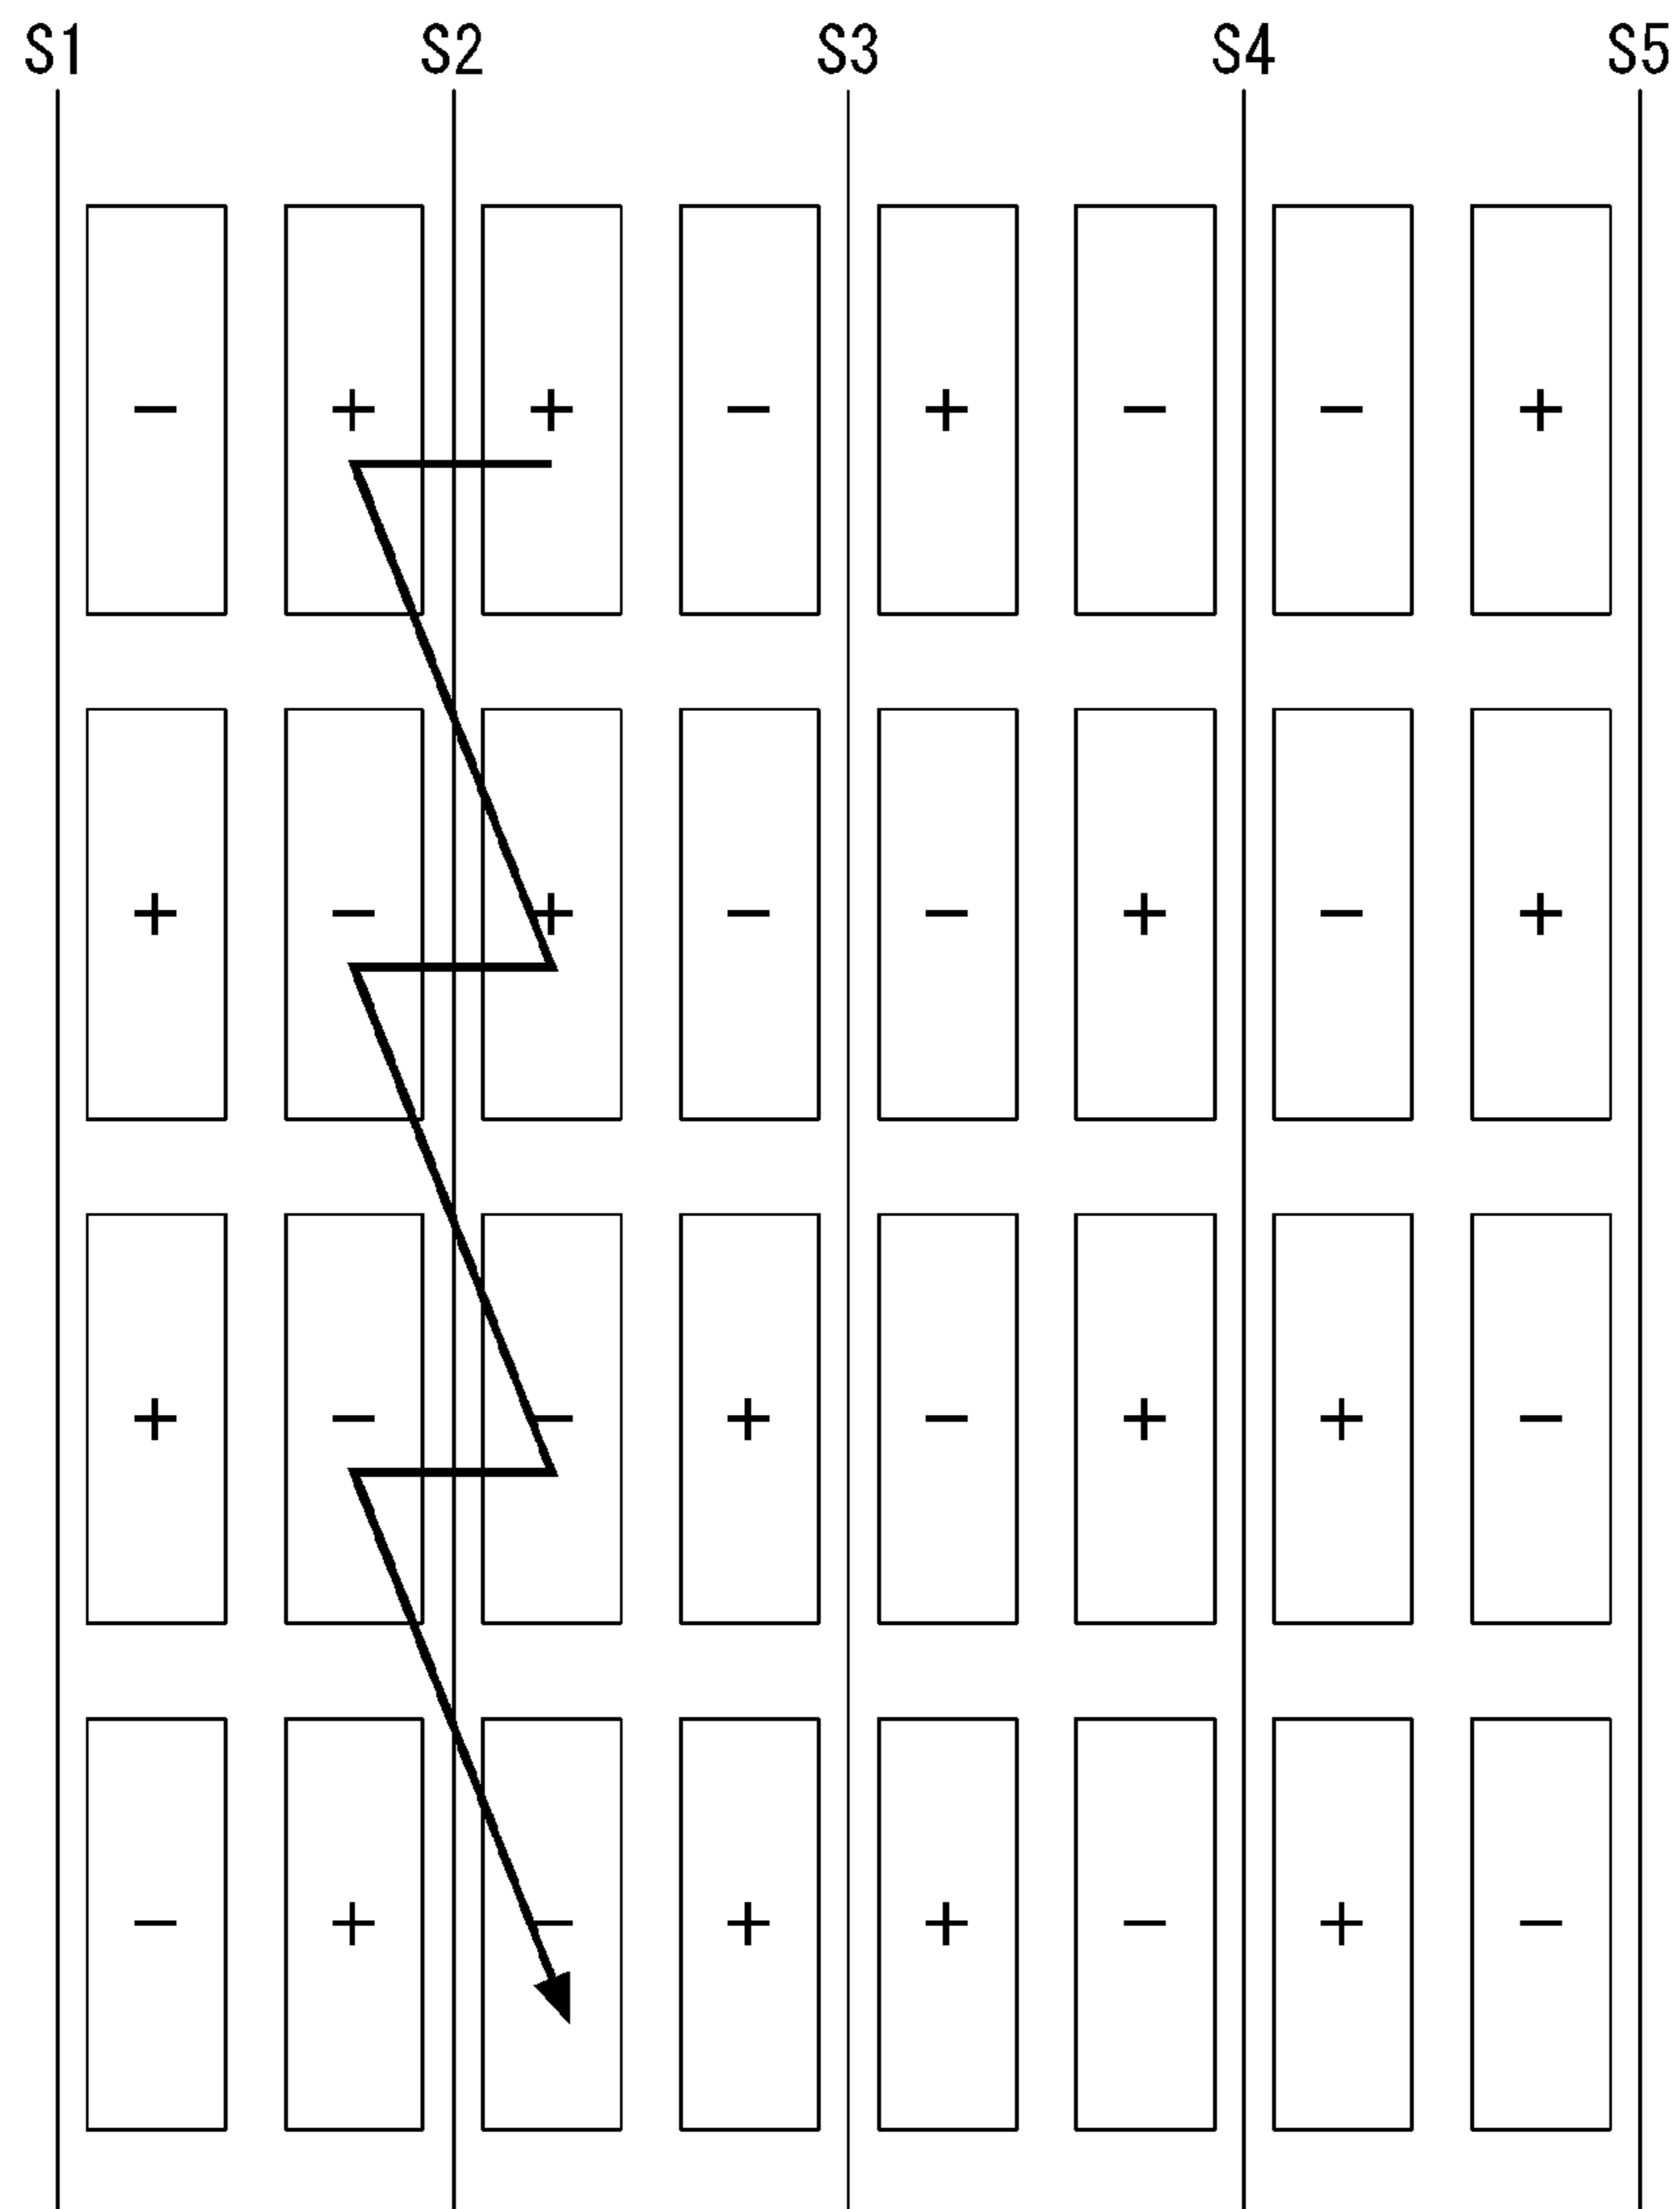 S1 S2 S3 S4 S5
− + + − + − − +
+ − + − − + − +
+ − − + − + + −
− + − + + − + −